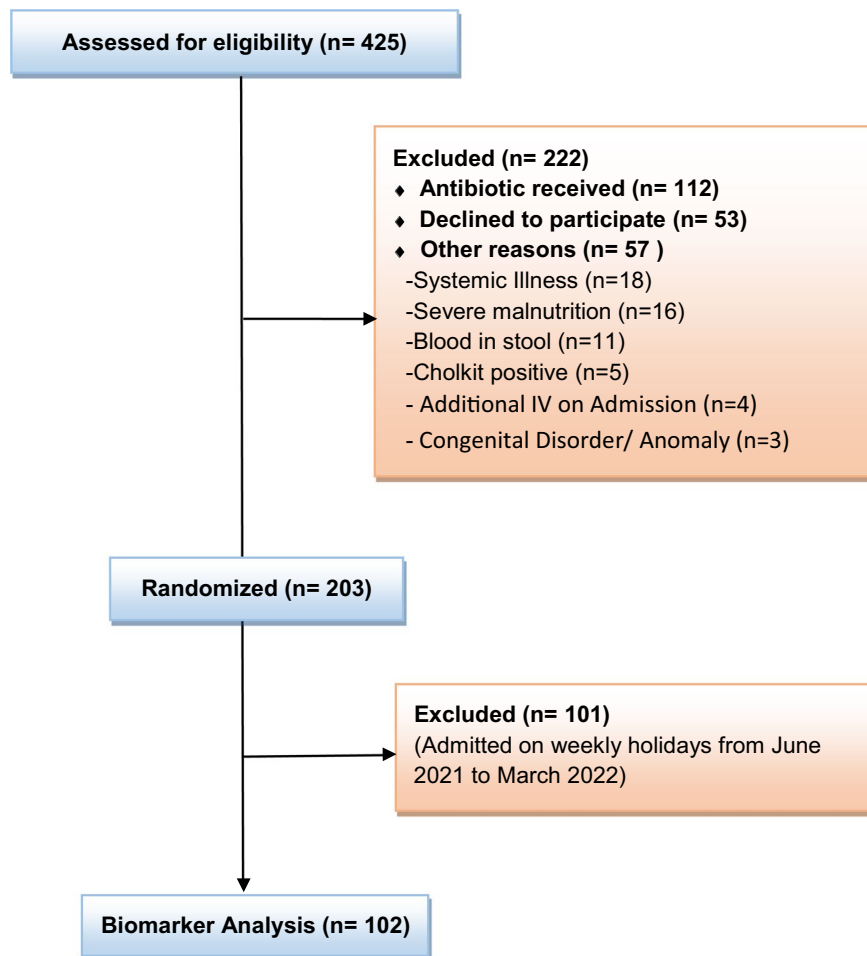 Assessed for eligibility (n= 425)
Excluded (n= 222)
♦ Antibiotic received (n= 112)
♦ Declined to participate (n= 53)
♦ Other reasons (n= 57 )
-Systemic Illness (n=18)
-Severe malnutrition (n=16)
-Blood in stool (n=11)
-Cholkit positive (n=5)
- Additional IV on Admission (n=4)
- Congenital Disorder/ Anomaly (n=3)
Randomized (n= 203)
Excluded (n= 101)
(Admitted on weekly holidays from June
2021 to March 2022)
Biomarker Analysis (n= 102)